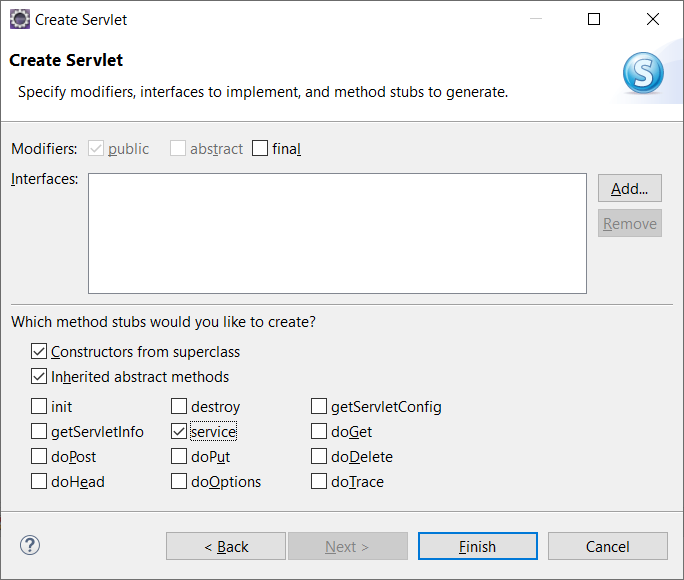 Create Servlet
Create Servlet
Specify modifiers, interfaces to implement, and method stubs to generate.
Modifiers: public abstract final
Interfaces:
Add...
Remove
Which method stubs would you like to create?
Constructors from superclass
Inherited abstract methods
init destroy getServletConfig
getServletInfo service doGet
doPost doPut doDelete
doHead doOptions doTrace
? < Back Next > Finish Cancel